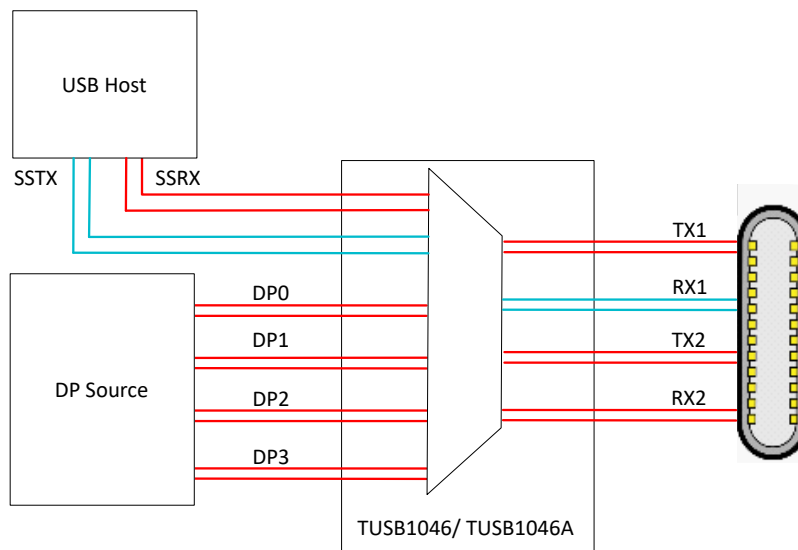 USB Host
SSTX
SSRX
TX1
DP0
RX1
DP1
TX2
DP Source
DP2
RX2
DP3
TUSB1046/ TUSB1046A